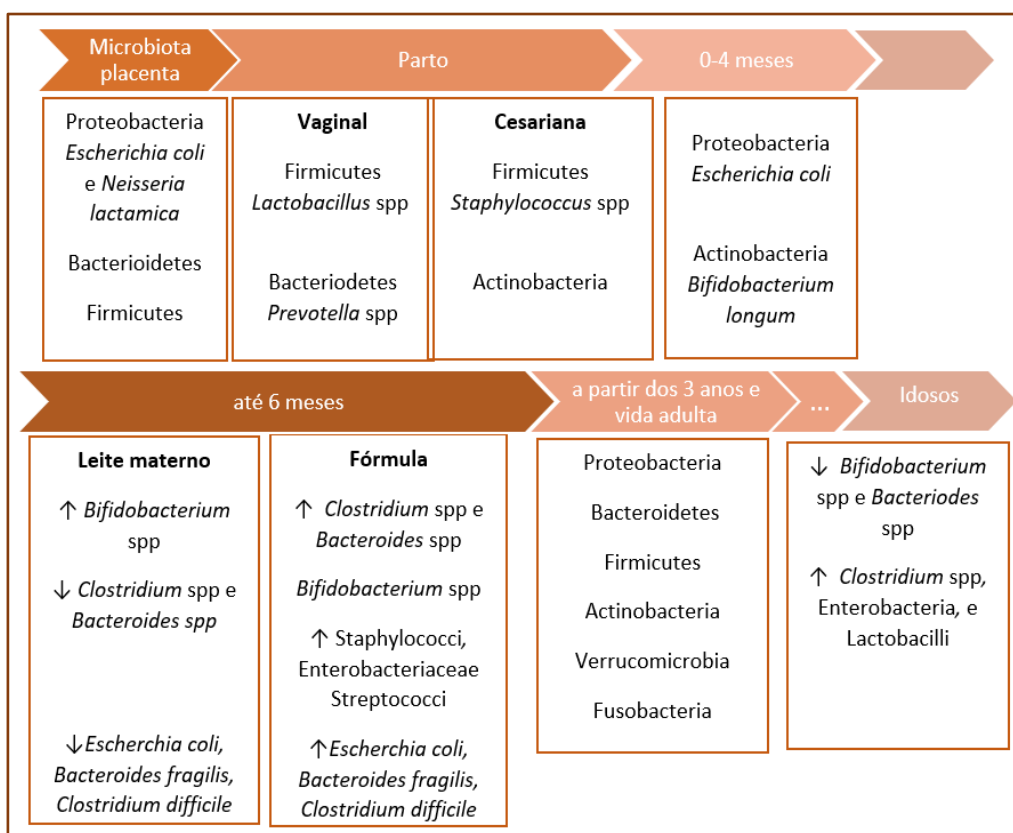 Microbiota
placenta
Parto
0-4 meses
Proteobacteria
Escherichia coli
e Neisseria
lactamica
Bacterioidetes
Firmicutes
Vaginal
Firmicutes
Lactobacillus spp
Bacteriodetes
Prevotella spp
Cesariana
Firmicutes
Staphylococcus spp
Actinobacteria
Proteobacteria
Escherichia coli
Actinobacteria
Bifidobacterium
longum
até 6 meses
a partir dos 3 anos e
vida adulta
...
Idosos
Leite materno
↑ Bifidobacterium
spp
↓ Clostridium spp e
Bacteroides spp
↓Escherchia coli,
Bacteroides fragilis,
Clostridium difficile
Fórmula
↑ Clostridium spp e
Bacteroides spp
Bifidobacterium spp
↑ Staphylococci,
Enterobacteriaceae
Streptococci
↑Escherchia coli,
Bacteroides fragilis,
Clostridium difficile
Proteobacteria
Bacteroidetes
Firmicutes
Actinobacteria
Verrucomicrobia
Fusobacteria
↓ Bifidobacterium
spp e Bacteriodes
spp
↑ Clostridium spp,
Enterobacteria, e
Lactobacilli